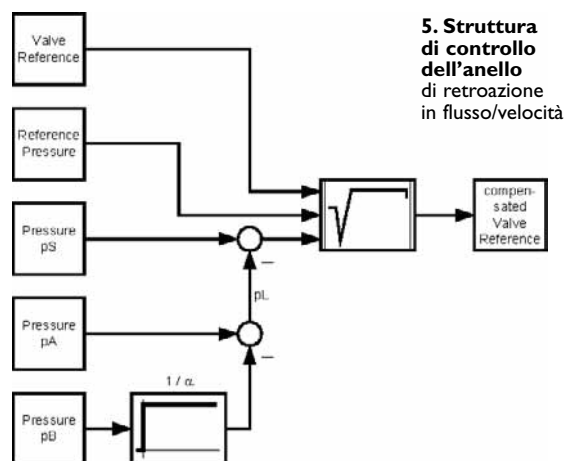 5. Struttura
di controllo
dell'anello
di retroazione
in flusso/velocità
Valve
Reference
Reference
Pressure
Pressure
pS
Pressure
pA
Pressure
pB
1 / α.
pL
–
–
compen-
sated
Valve
Reference